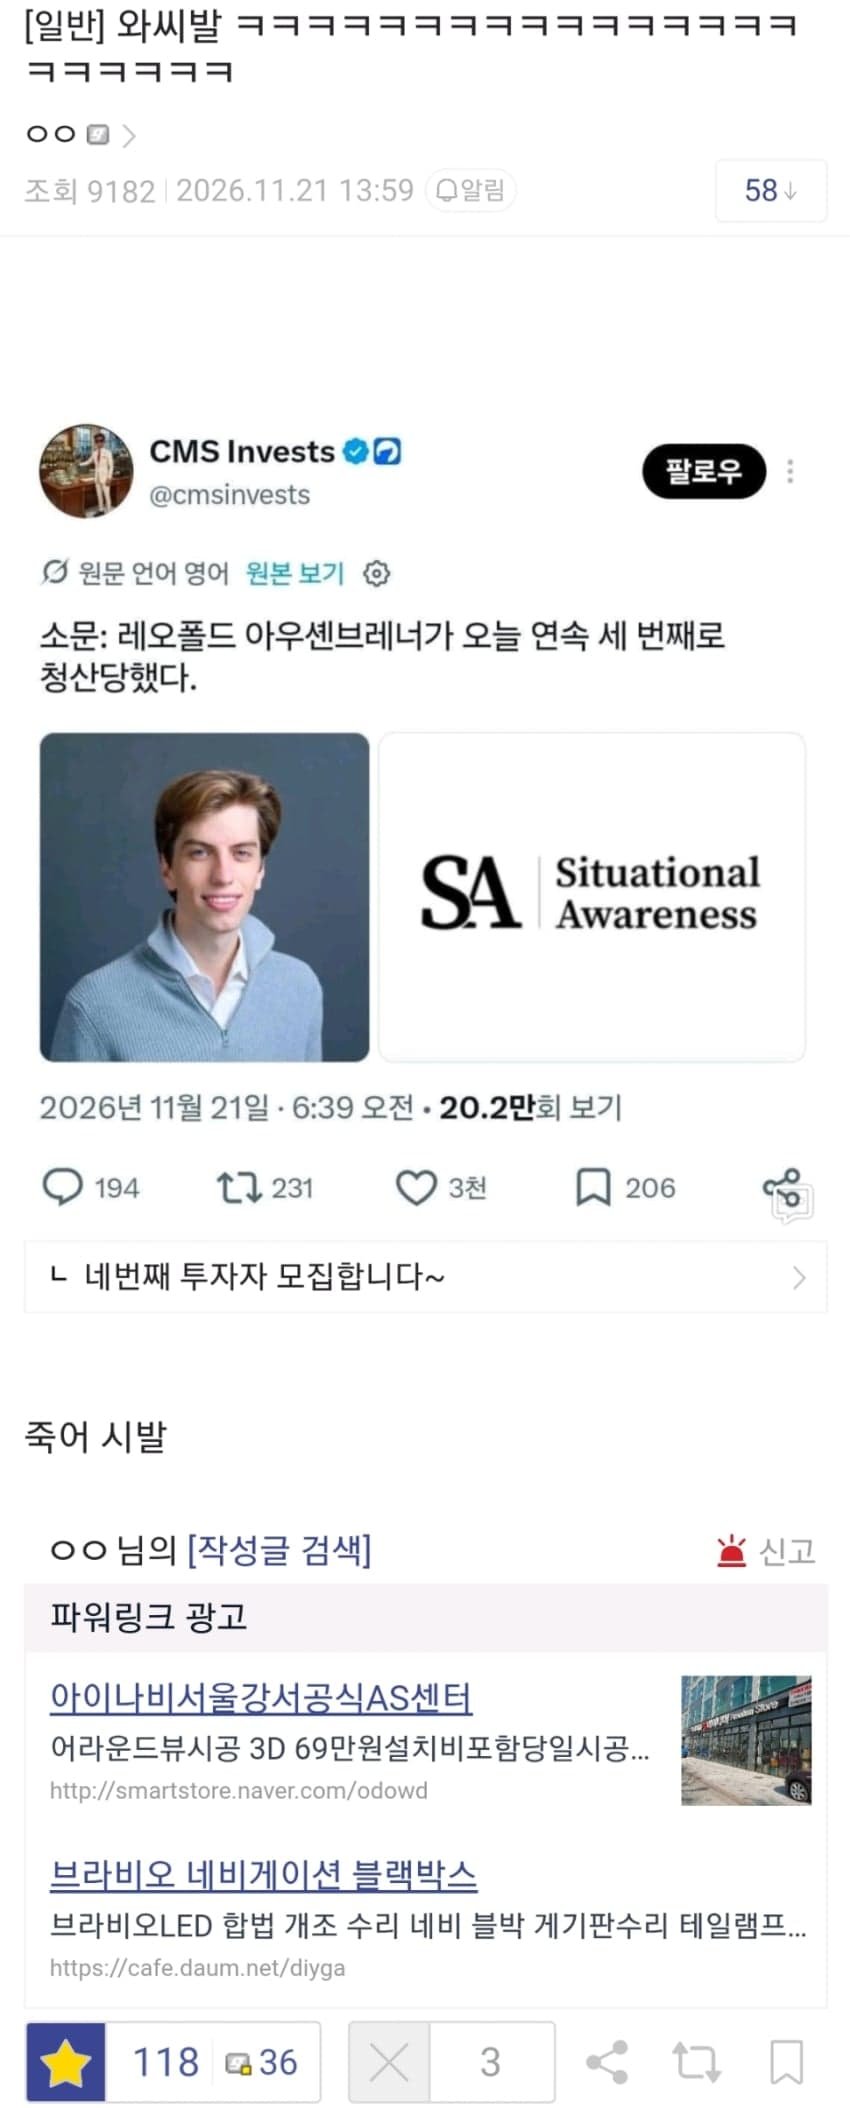 [일반] 와씨발 ㅋㅋㅋㅋㅋㅋㅋㅋㅋㅋㅋㅋㅋㅋㅋㅋ
ㅋㅋㅋㅋㅋㅋ
ㅇㅇ
조회 9182 | 2026.11.21 13:59 알림
58↓
CMS Invests
@cmsinvests
팔로우
원문 언어 영어 원본 보기
소문: 레오폴드 아우셴브레너가 오늘 연속 세 번째로
청산당했다.
SA | Situational
Awareness
2026년 11월 21일 · 6:39 오전 · 20.2만회 보기
194 231 3천 206
ㄴ 네번째 투자자 모집합니다~
죽어 시발
ㅇㅇ 님의 [작성글 검색]
신고
파워링크 광고
아이나비서울강서공식AS센터
어라운드뷰시공 3D 69만원설치비포함당일시공...
http://smartstore.naver.com/odowd
브라비오 네비게이션 블랙박스
브라비오LED 합법 개조 수리 네비 블박 게기판수리 테일램프...
https://cafe.daum.net/diyga
118 36 3